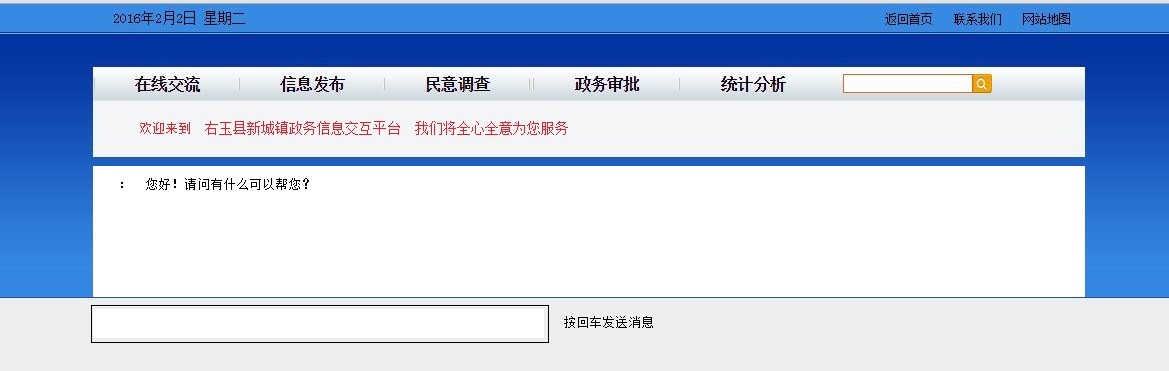 2016年2月2日 星期二 返回首页 联系我们 网站地图
在线交流 信息发布 民意调查 政务审批 统计分析
欢迎来到 右玉县新城镇政务信息交互平台 我们将全心全意为您服务
： 您好！请问有什么可以帮您？
按回车发送消息